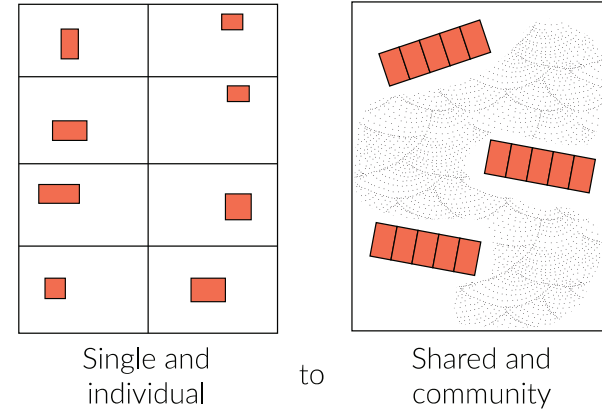 Single and
individual
to
Shared and
community